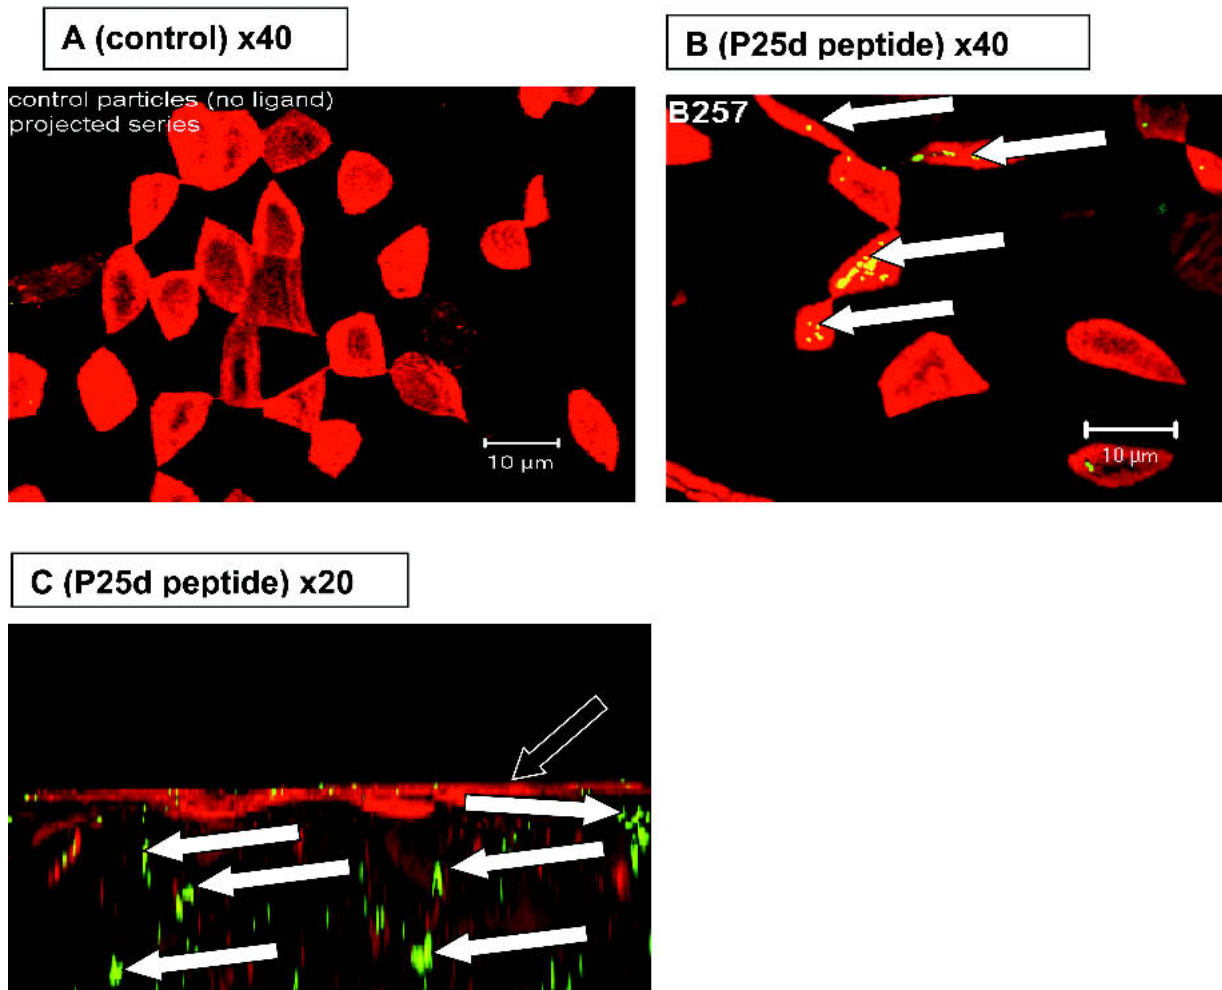 A (control) x40
control particles (no ligand)
projected series
10 µm
B (P25d peptide) x40
B257
10 µm
C (P25d peptide) x20